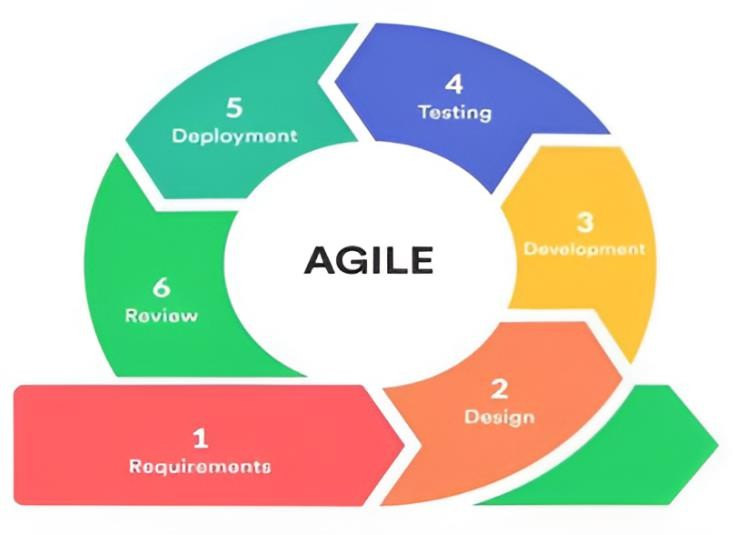 AGILE
1
Requirements
2
Design
3
Development
4
Testing
5
Deployment
6
Review